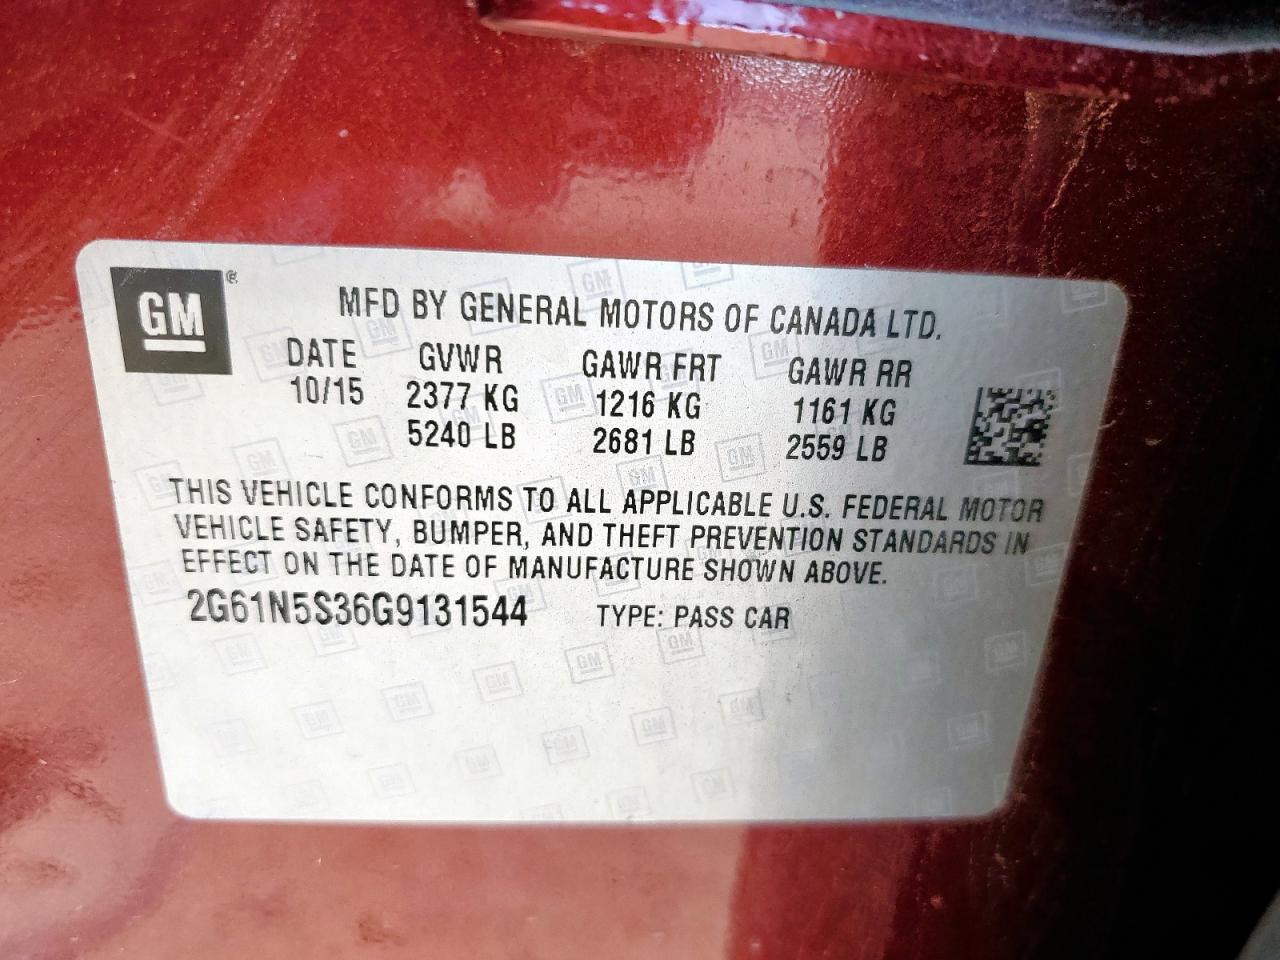 GM®
MFD BY GENERAL MOTORS OF CANADA LTD.
DATE GVWR GAWR FRT GAWR RR
10/15 2377 KG 1216 KG 1161 KG
5240 LB 2681 LB 2559 LB
THIS VEHICLE CONFORMS TO ALL APPLICABLE U.S. FEDERAL MOTOR
VEHICLE SAFETY, BUMPER, AND THEFT PREVENTION STANDARDS IN
EFFECT ON THE DATE OF MANUFACTURE SHOWN ABOVE.
2G61N5S36G9131544 TYPE: PASS CAR